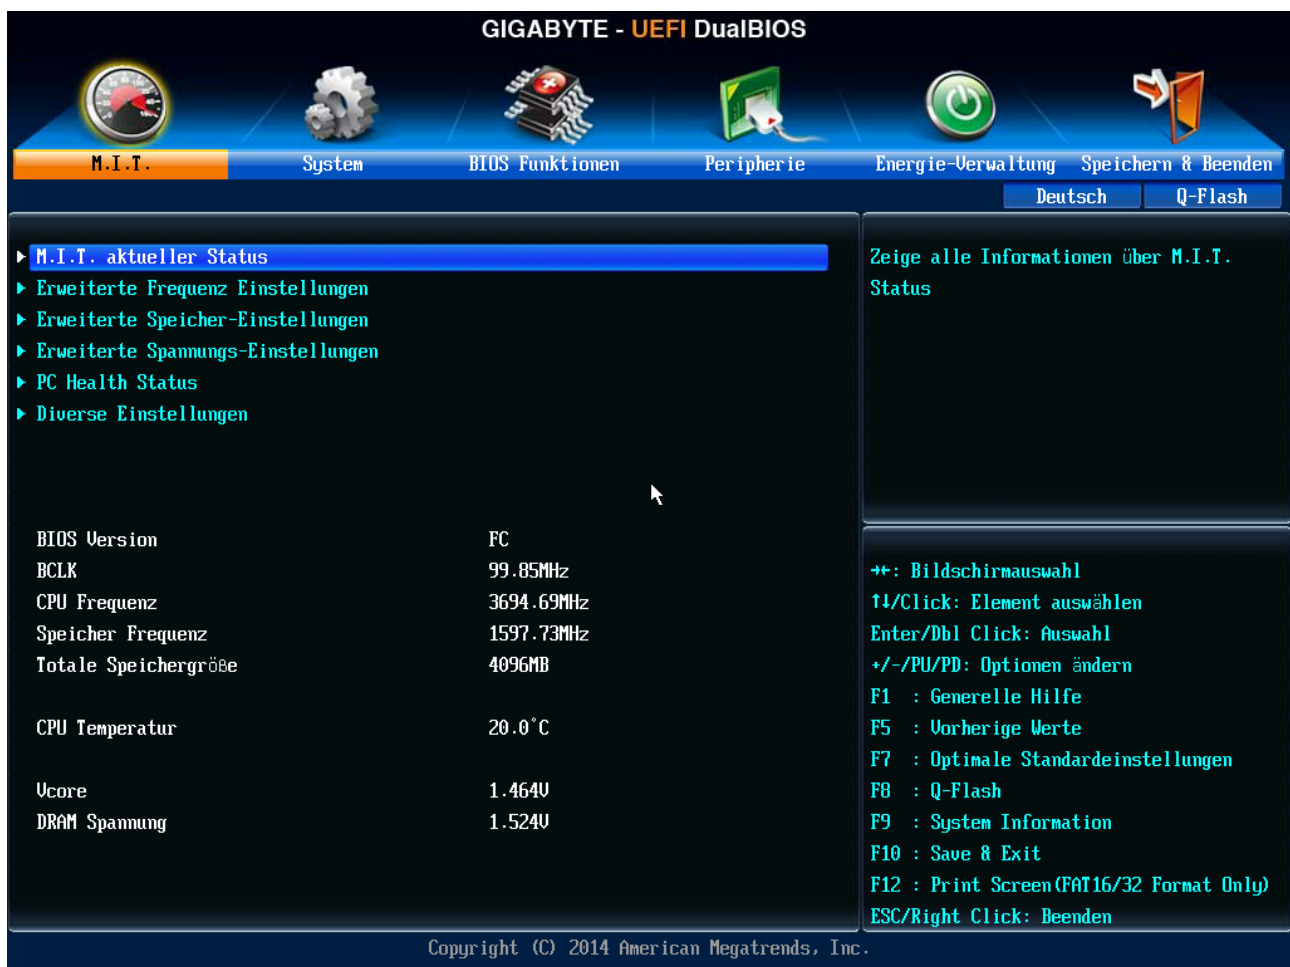 GIGABYTE - UEFI DualBIOS
M.I.T. System BIOS Funktionen Peripherie Energie-Verwaltung Speichern & Beenden
Deutsch Q-Flash
M.I.T. aktueller Status
Erweiterte Frequenz Einstellungen
Erweiterte Speicher-Einstellungen
Erweiterte Spannungs-Einstellungen
PC Health Status
Diverse Einstellungen
BIOS Version FC
BCLK 99.85MHz
CPU Frequenz 3694.69MHz
Speicher Frequenz 1597.73MHz
Totale Speichergröße 4096MB
CPU Temperatur 20.0°C
Vcore 1.464V
DRAM Spannung 1.524V
Zeige alle Informationen über M.I.T.
Status
→←: Bildschirmauswahl
↑↓/Click: Element auswählen
Enter/Dbl Click: Auswahl
+/-/PU/PD: Optionen ändern
F1 : Generelle Hilfe
F5 : Vorherige Werte
F7 : Optimale Standardeinstellungen
F8 : Q-Flash
F9 : System Information
F10 : Save & Exit
F12 : Print Screen(FAT16/32 Format Only)
ESC/Right Click: Beenden
Copyright (C) 2014 American Megatrends, Inc.